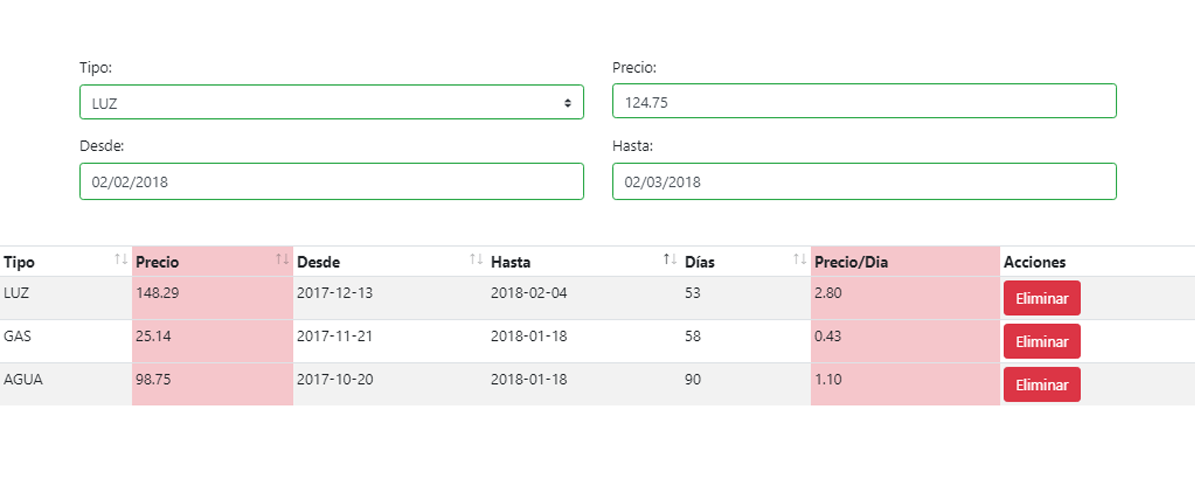 Tipo: Precio:
LUZ 124.75
Desde: Hasta:
02/02/2018 02/03/2018
Tipo Precio Desde Hasta Días Precio/Dia Acciones
LUZ 148.29 2017-12-13 2018-02-04 53 2.80 Eliminar
GAS 25.14 2017-11-21 2018-01-18 58 0.43 Eliminar
AGUA 98.75 2017-10-20 2018-01-18 90 1.10 Eliminar